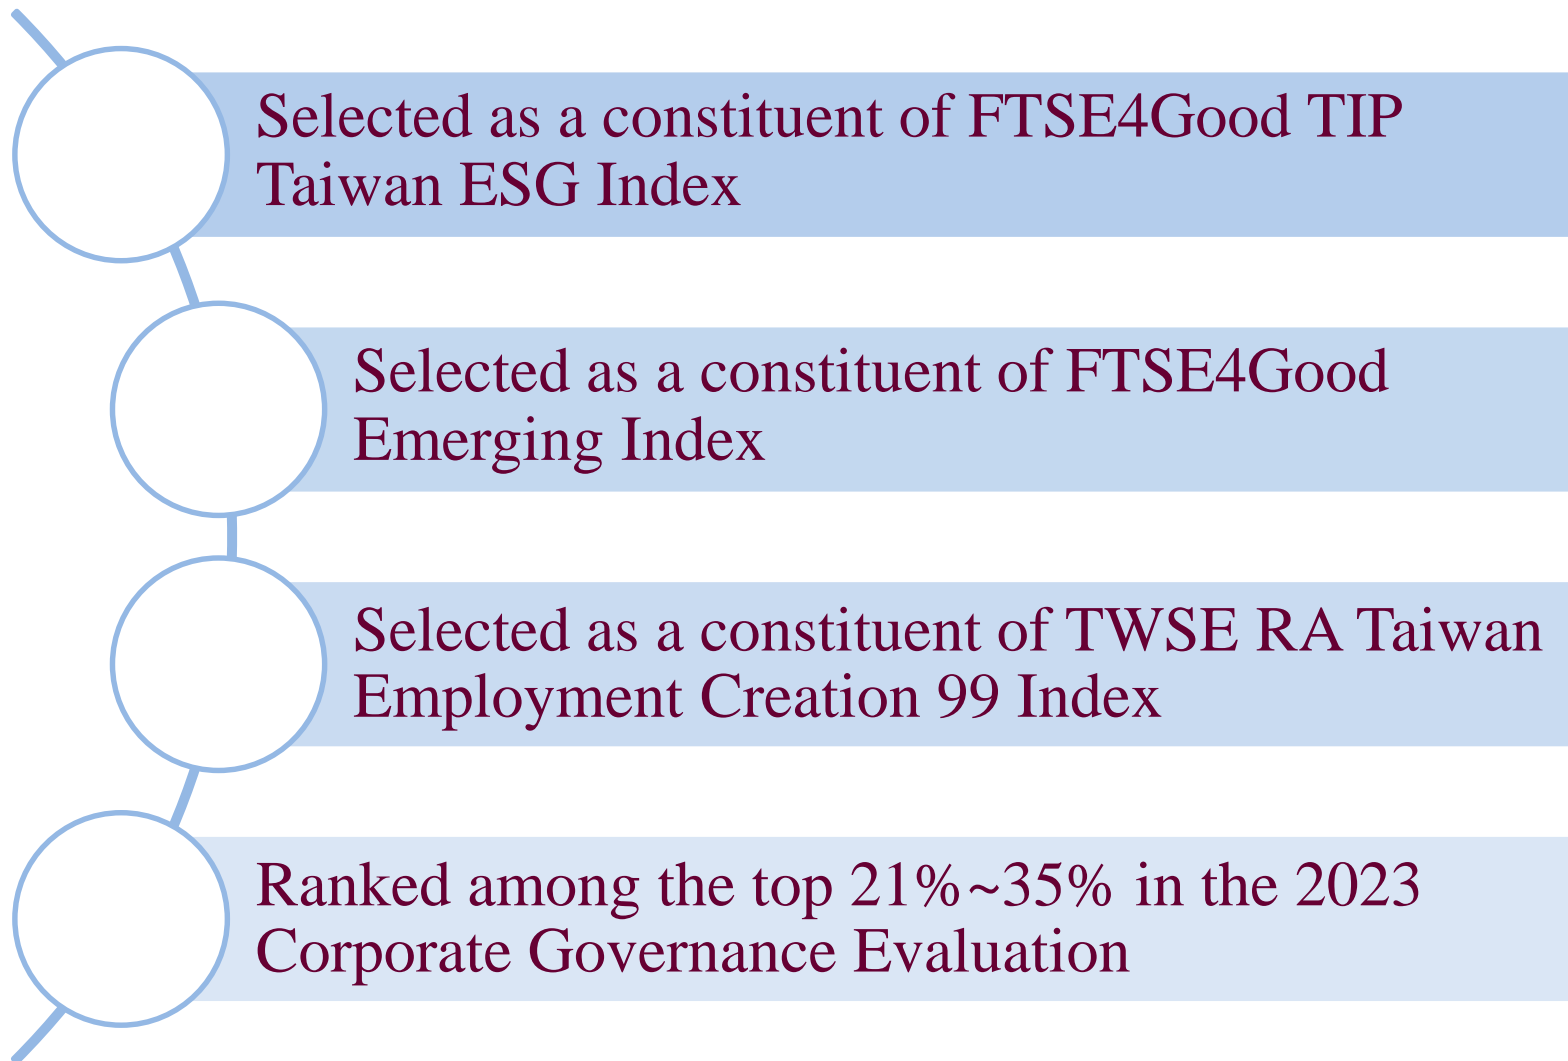 Selected as a constituent of FTSE4Good TIP
Taiwan ESG Index
Selected as a constituent of FTSE4Good
Emerging Index
Selected as a constituent of TWSE RA Taiwan
Employment Creation 99 Index
Ranked among the top 21%~35% in the 2023
Corporate Governance Evaluation